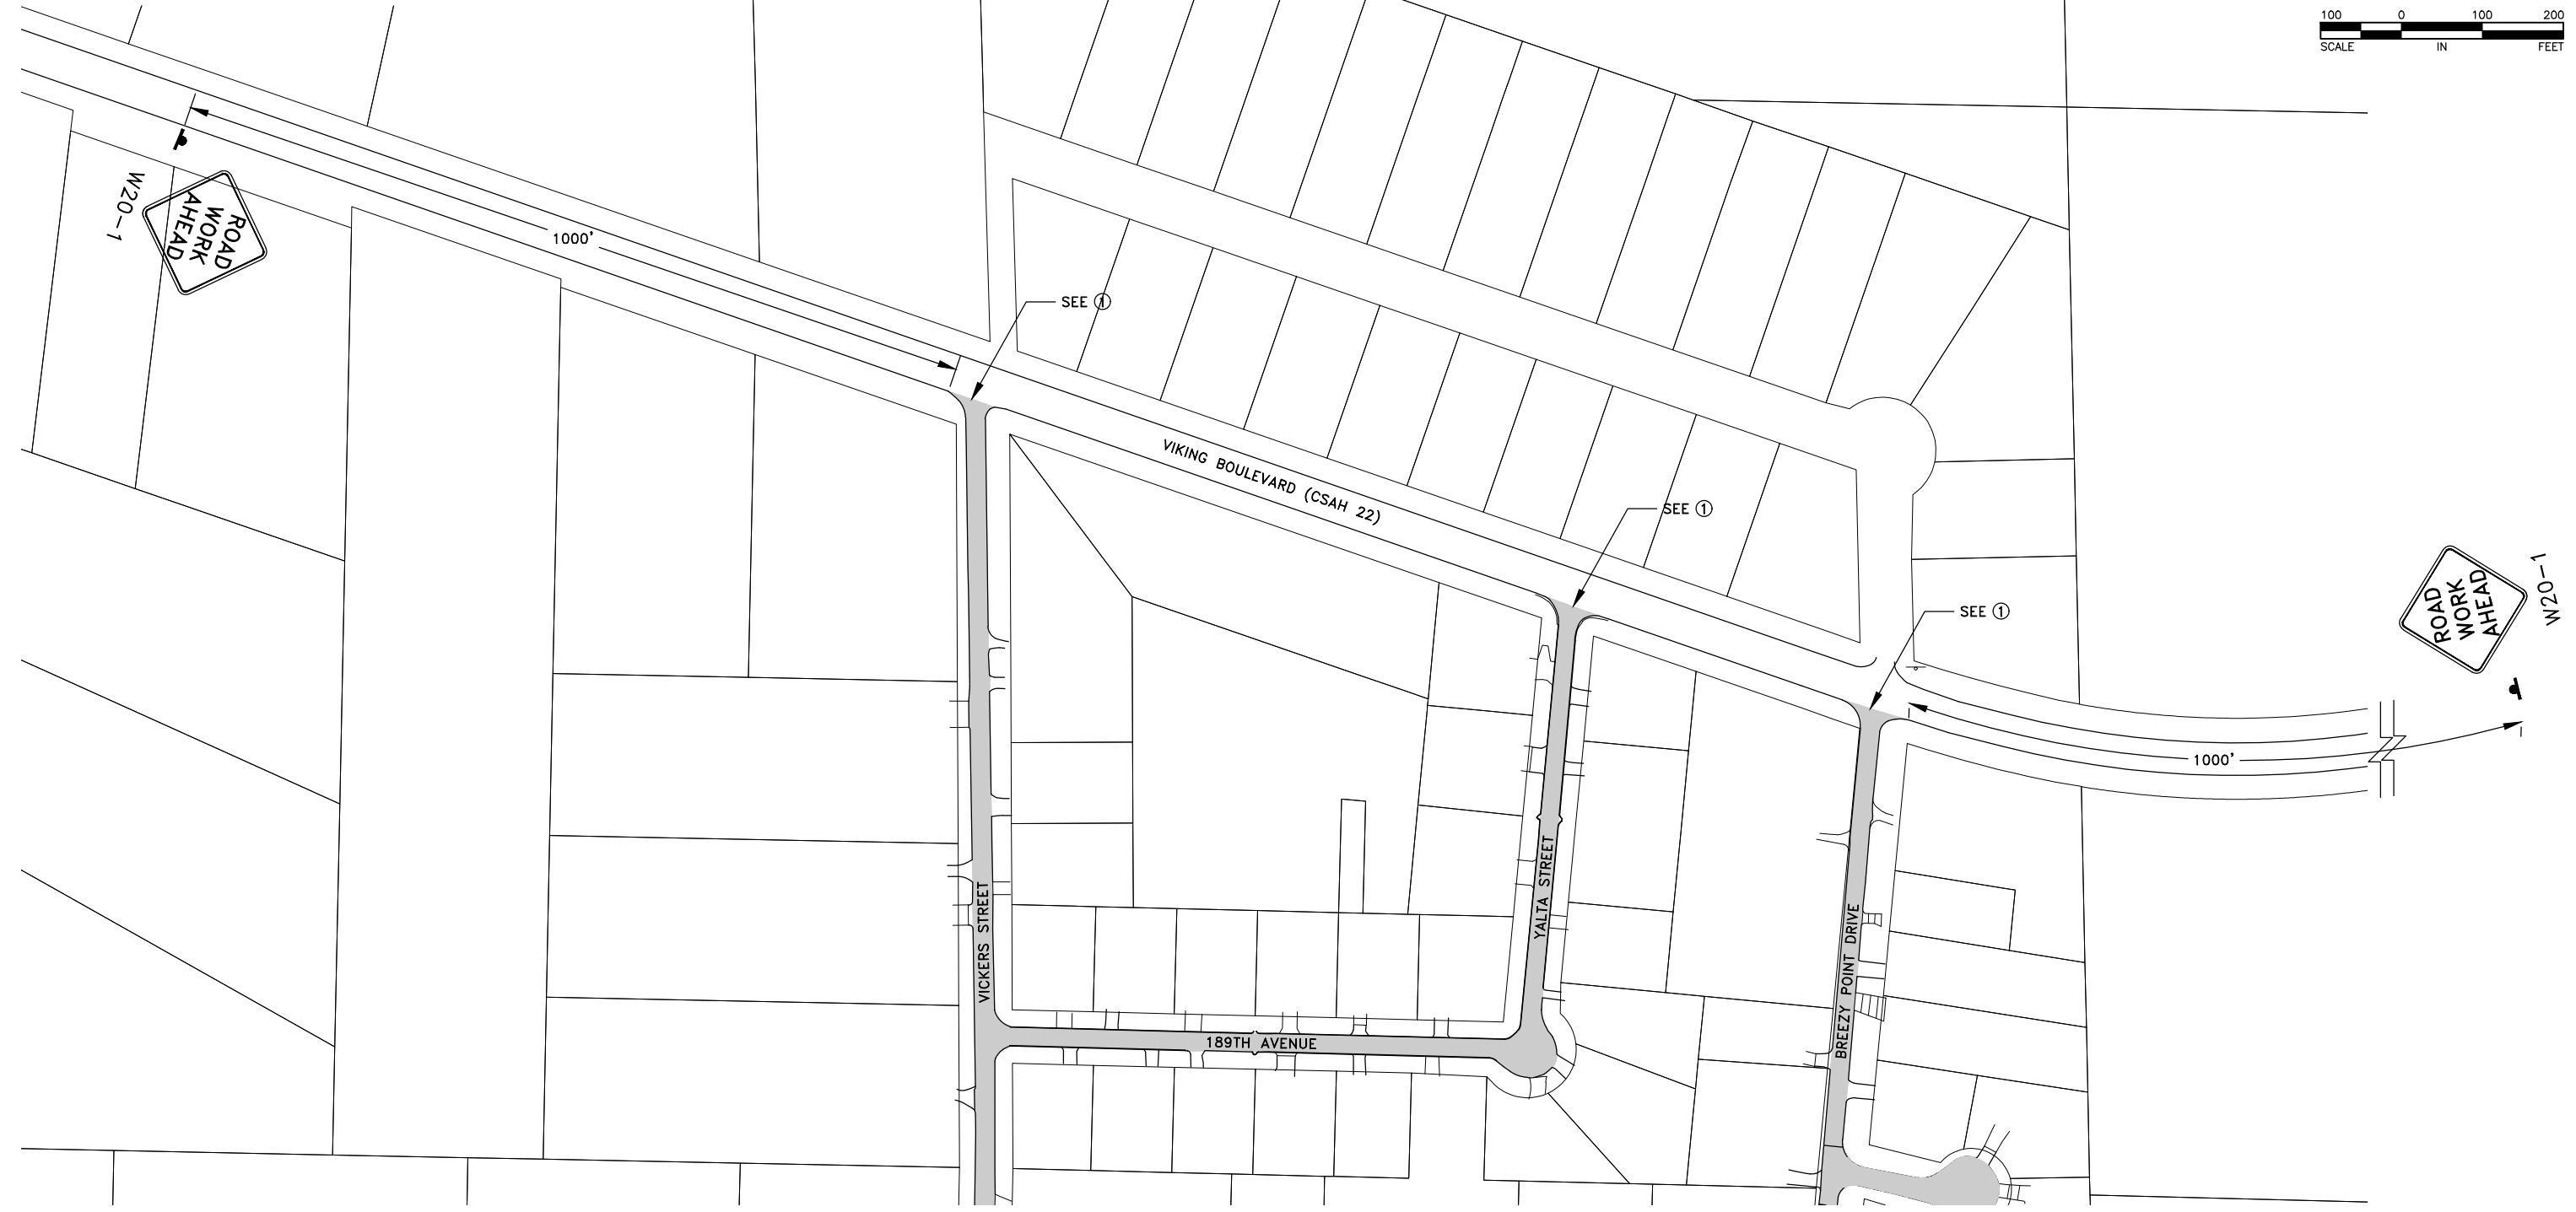 100 0 100 200
SCALE IN FEET
W20-1
ROAD
WORK
AHEAD
1000'
SEE ①
VIKING BOULEVARD (CSAH 22)
SEE ①
SEE ①
ROAD
WORK
AHEAD
W20-1
1000'
VICKERS STREET
YALTA STREET
BREEZY POINT DRIVE
189TH AVENUE